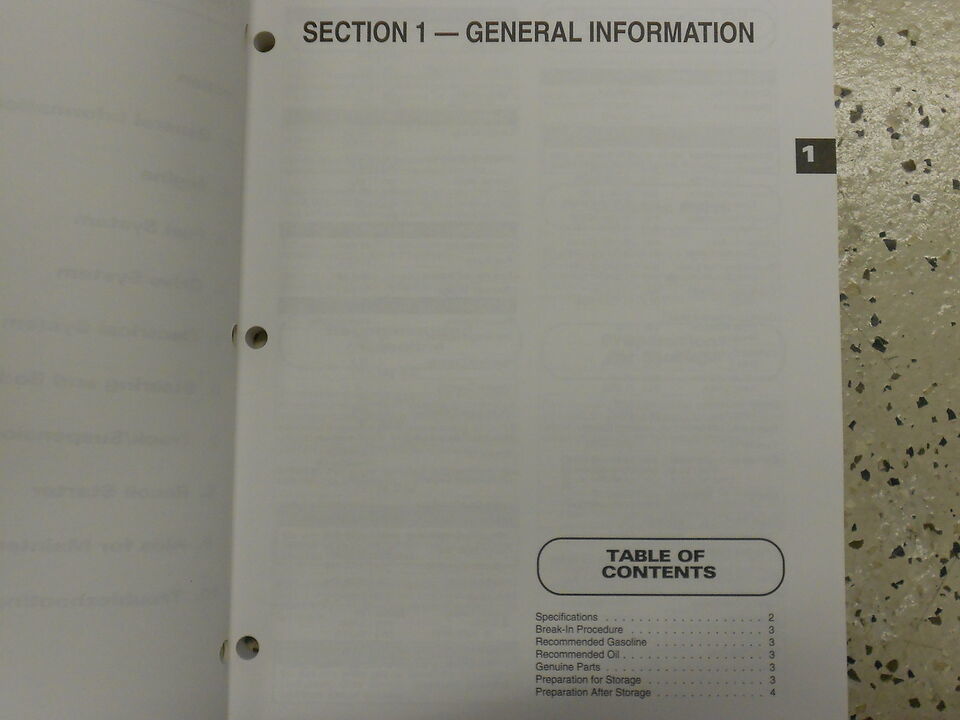 SECTION 1 — GENERAL INFORMATION
1
TABLE OF
CONTENTS
Specifications . . . . . . . . . . . . . . . . . . . . 2
Break-In Procedure . . . . . . . . . . . . . . . . . 3
Recommended Gasoline . . . . . . . . . . . . . . 3
Recommended Oil . . . . . . . . . . . . . . . . . . 3
Genuine Parts . . . . . . . . . . . . . . . . . . . . 3
Preparation for Storage . . . . . . . . . . . . . . . 3
Preparation After Storage . . . . . . . . . . . . . . 4